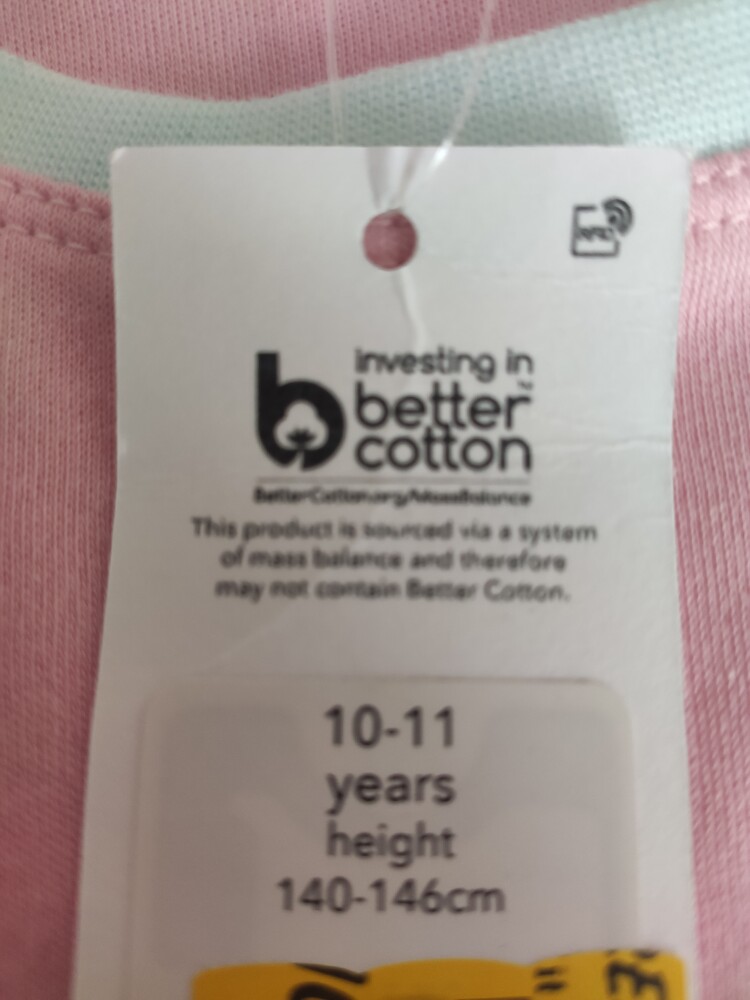 RFID
investing in
better™
cotton
BetterCotton.org/MassBalance
This product is sourced via a system
of mass balance and therefore
may not contain Better Cotton.
10-11
years
height
140-146cm